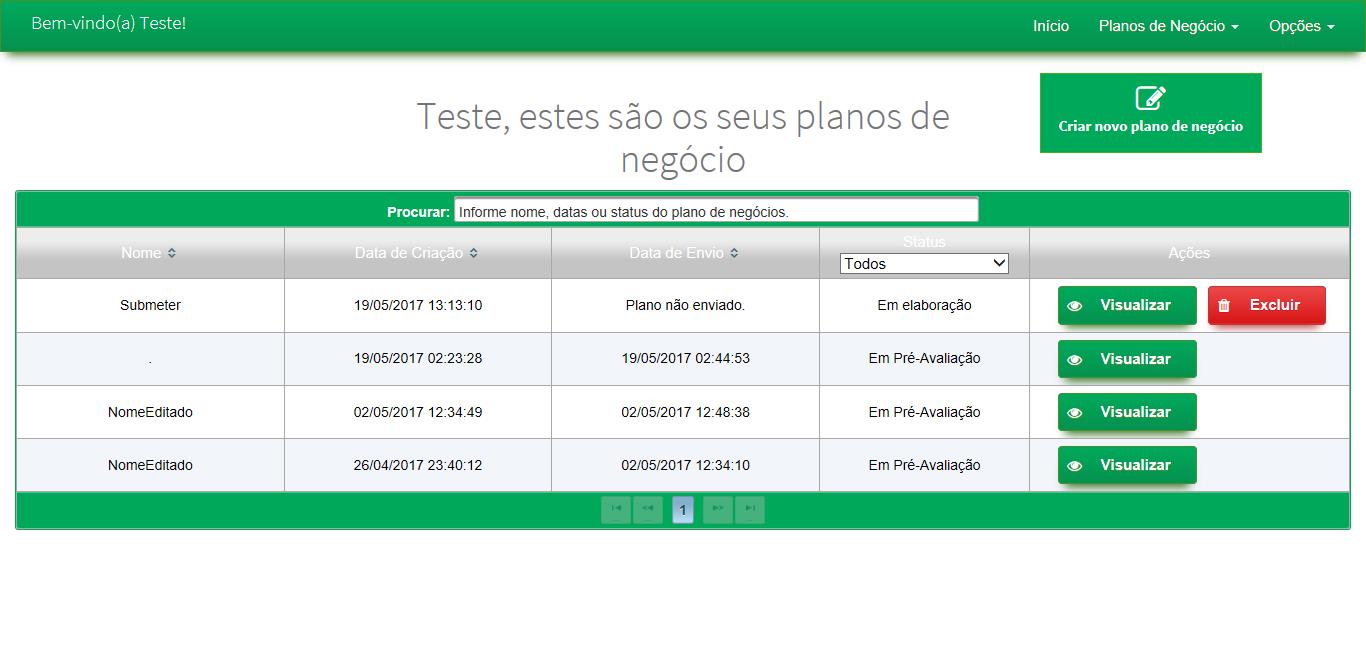 Bem-vindo(a) Teste!
Início Planos de Negócio Opções
Criar novo plano de negócio
Teste, estes são os seus planos de
negócio
Procurar: Informe nome, datas ou status do plano de negócios.
Nome Data de Criação Data de Envio Status Ações
Todos
Submeter 19/05/2017 13:13:10 Plano não enviado. Em elaboração Visualizar Excluir
. 19/05/2017 02:23:28 19/05/2017 02:44:53 Em Pré-Avaliação Visualizar
NomeEditado 02/05/2017 12:34:49 02/05/2017 12:48:38 Em Pré-Avaliação Visualizar
NomeEditado 26/04/2017 23:40:12 02/05/2017 12:34:10 Em Pré-Avaliação Visualizar
1